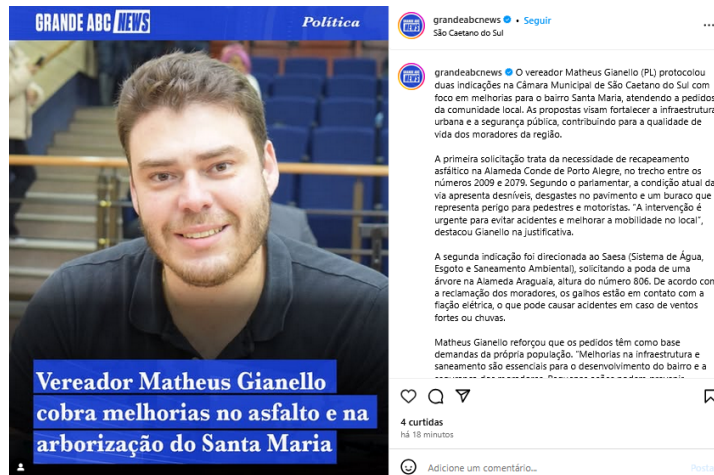 GRANDE ABC NEWS
Política
Vereador Matheus Gianello
cobra melhorias no asfalto e na
arborização do Santa Maria
grandeabcnews • Seguir
São Caetano do Sul
grandeabcnews O vereador Matheus Gianello (PL) protocolou
duas indicações na Câmara Municipal de São Caetano do Sul com
foco em melhorias para o bairro Santa Maria, atendendo a pedidos
da comunidade local. As propostas visam fortalecer a infraestrutura
urbana e a segurança pública, contribuindo para a qualidade de
vida dos moradores da região.
A primeira solicitação trata da necessidade de recapeamento
asfáltico na Alameda Conde de Porto Alegre, no trecho entre os
números 2009 e 2079. Segundo o parlamentar, a condição atual da
via apresenta desníveis, desgastes no pavimento e um buraco que
representa perigo para pedestres e motoristas. "A intervenção é
urgente para evitar acidentes e melhorar a mobilidade no local",
destacou Gianello na justificativa.
A segunda indicação foi direcionada ao Saesa (Sistema de Água,
Esgoto e Saneamento Ambiental), solicitando a poda de uma
árvore na Alameda Araguaia, altura do número 806. De acordo com
a reclamação dos moradores, os galhos estão em contato com a
fiação elétrica, o que pode causar acidentes em caso de ventos
fortes ou chuvas.
Matheus Gianello reforçou que os pedidos têm como base
demandas da própria população. "Melhorias na infraestrutura e
saneamento são essenciais para o desenvolvimento do bairro e a
4 curtidas
há 18 minutos
Adicione um comentário...
Postar